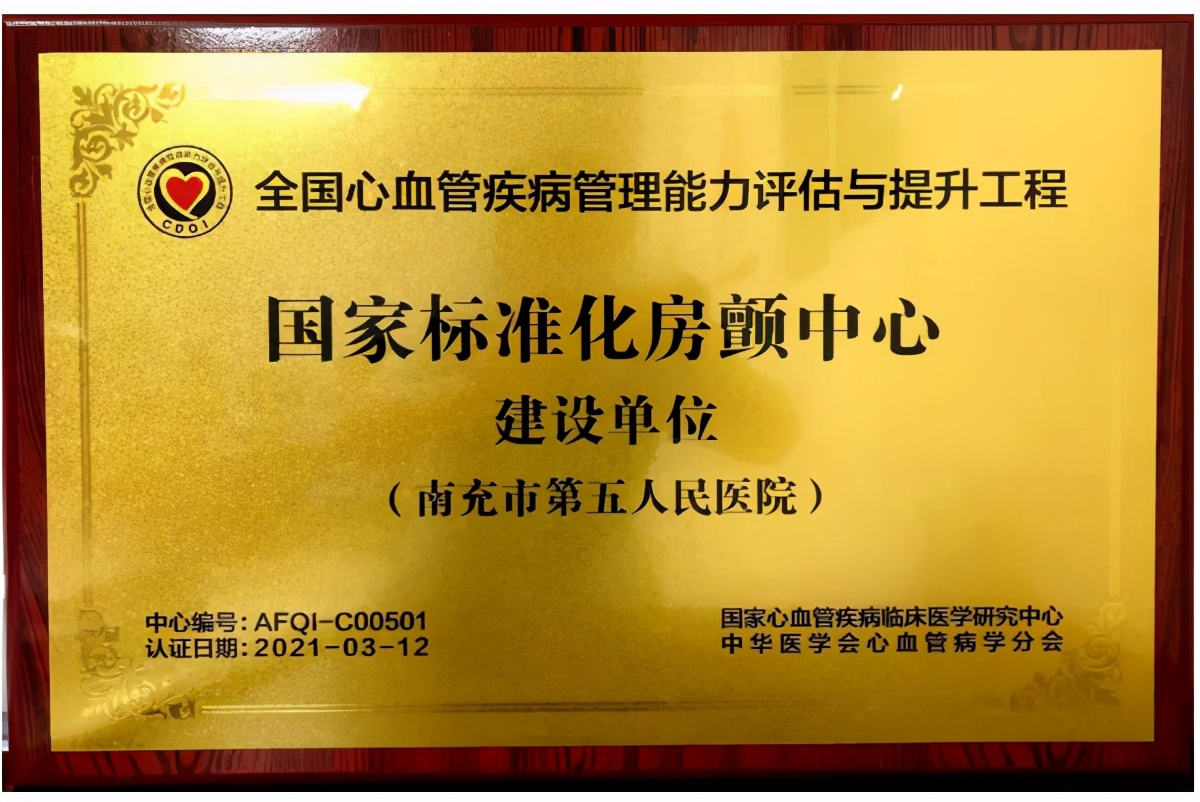 全国心血管疾病管理能力评估与提升工程
CDQI
国家标准化房颤中心
建设单位
（南充市第五人民医院）
中心编号：AFQI-C00501
认证日期：2021-03-12
国家心血管疾病临床医学研究中心
中华医学会心血管病学分会